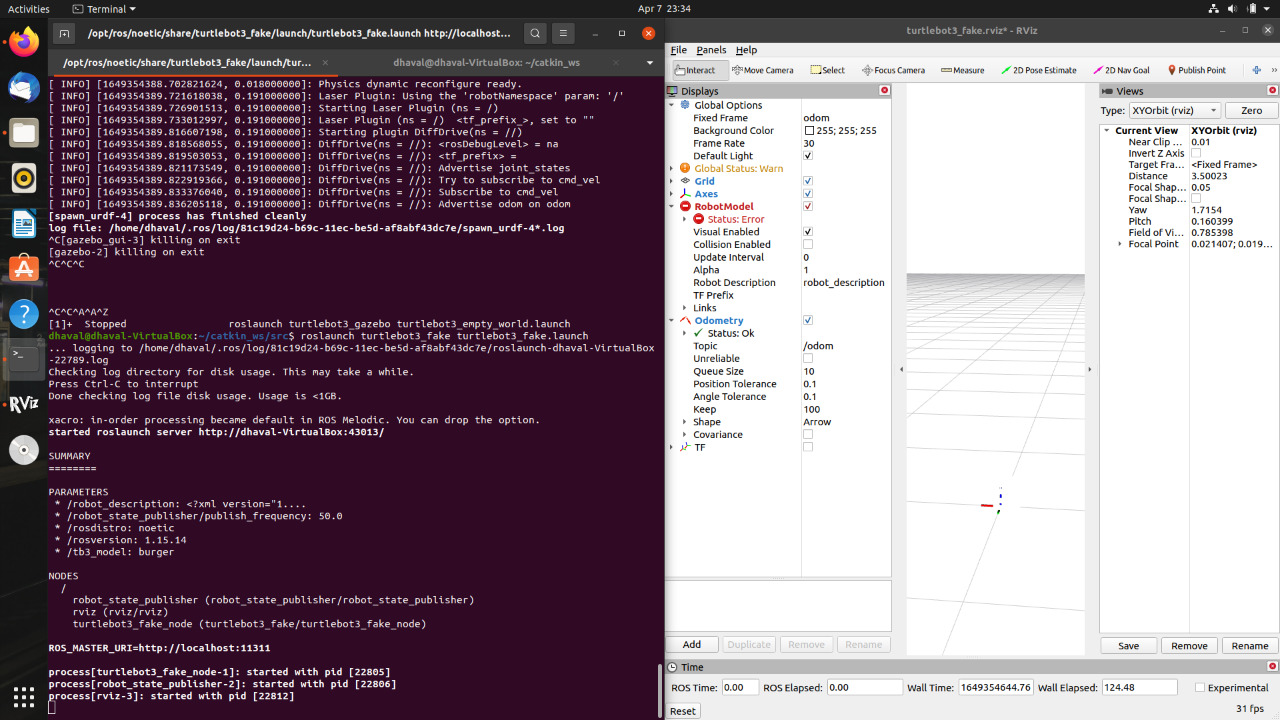 Activities
Terminal
Apr 7 23:34
/opt/ros/noetic/share/turtlebot3_fake/launch/turtlebot3_fake.launch http://localhost...
/opt/ros/noetic/share/turtlebot3_fake/launch/tur...
dhaval@dhaval-VirtualBox: ~/catkin_ws
[ INFO] [1649354388.702821624, 0.018000000]: Physics dynamic reconfigure ready.
[ INFO] [1649354389.721618038, 0.191000000]: Laser Plugin: Using the 'robotNamespace' param: '/'
[ INFO] [1649354389.726901513, 0.191000000]: Starting Laser Plugin (ns = /)
[ INFO] [1649354389.733012997, 0.191000000]: Laser Plugin (ns = /)  <tf_prefix_>, set to ""
[ INFO] [1649354389.816607198, 0.191000000]: Starting plugin DiffDrive(ns = //)
[ INFO] [1649354389.818568055, 0.191000000]: DiffDrive(ns = //): <rosDebugLevel> = na
[ INFO] [1649354389.819503053, 0.191000000]: DiffDrive(ns = //): <tf_prefix> =
[ INFO] [1649354389.821173549, 0.191000000]: DiffDrive(ns = //): Advertise joint_states
[ INFO] [1649354389.822919366, 0.191000000]: DiffDrive(ns = //): Try to subscribe to cmd_vel
[ INFO] [1649354389.833376040, 0.191000000]: DiffDrive(ns = //): Subscribe to cmd_vel
[ INFO] [1649354389.836205118, 0.191000000]: DiffDrive(ns = //): Advertise odom on odom
[spawn_urdf-4] process has finished cleanly
log file: /home/dhaval/.ros/log/81c19d24-b69c-11ec-be5d-af8abf43dc7e/spawn_urdf-4*.log
^C[gazebo_gui-3] killing on exit
[gazebo-2] killing on exit
^C^C^C
^C^C^A^A^Z
[1]+  Stopped                 roslaunch turtlebot3_gazebo turtlebot3_empty_world.launch
dhaval@dhaval-VirtualBox:~/catkin_ws/src$ roslaunch turtlebot3_fake turtlebot3_fake.launch
... logging to /home/dhaval/.ros/log/81c19d24-b69c-11ec-be5d-af8abf43dc7e/roslaunch-dhaval-VirtualBox
-22789.log
Checking log directory for disk usage. This may take a while.
Press Ctrl-C to interrupt
Done checking log file disk usage. Usage is <1GB.
xacro: in-order processing became default in ROS Melodic. You can drop the option.
started roslaunch server http://dhaval-VirtualBox:43013/
SUMMARY
========
PARAMETERS
* /robot_description: <?xml version="1....
* /robot_state_publisher/publish_frequency: 50.0
* /rosdistro: noetic
* /rosversion: 1.15.14
* /tb3_model: burger
NODES
/
robot_state_publisher (robot_state_publisher/robot_state_publisher)
rviz (rviz/rviz)
turtlebot3_fake_node (turtlebot3_fake/turtlebot3_fake_node)
ROS_MASTER_URI=http://localhost:11311
process[turtlebot3_fake_node-1]: started with pid [22805]
process[robot_state_publisher-2]: started with pid [22806]
process[rviz-3]: started with pid [22812]
RViz
turtlebot3_fake.rviz* - RViz
File Panels Help
Interact Move Camera Select Focus Camera Measure 2D Pose Estimate 2D Nav Goal Publish Point
Displays
Global Options
Fixed Frame odom
Background Color 255; 255; 255
Frame Rate 30
Default Light
Global Status: Warn
Grid
Axes
RobotModel
Status: Error
Visual Enabled
Collision Enabled
Update Interval 0
Alpha 1
Robot Description robot_description
TF Prefix
Links
Odometry
Status: Ok
Topic /odom
Unreliable
Queue Size 10
Position Tolerance 0.1
Angle Tolerance 0.1
Keep 100
Shape Arrow
Covariance
TF
Add Duplicate Remove Rename
Views
Type: XYOrbit (rviz) Zero
Current View XYOrbit (rviz)
Near Clip ... 0.01
Invert Z Axis
Target Fra... <Fixed Frame>
Distance 3.50023
Focal Shap... 0.05
Focal Shap...
Yaw 1.7154
Pitch 0.160399
Field of Vi... 0.785398
Focal Point 0.021407; 0.019...
Save Remove Rename
Time
ROS Time: 0.00 ROS Elapsed: 0.00 Wall Time: 1649354644.76 Wall Elapsed: 124.48 Experimental
Reset
31 fps